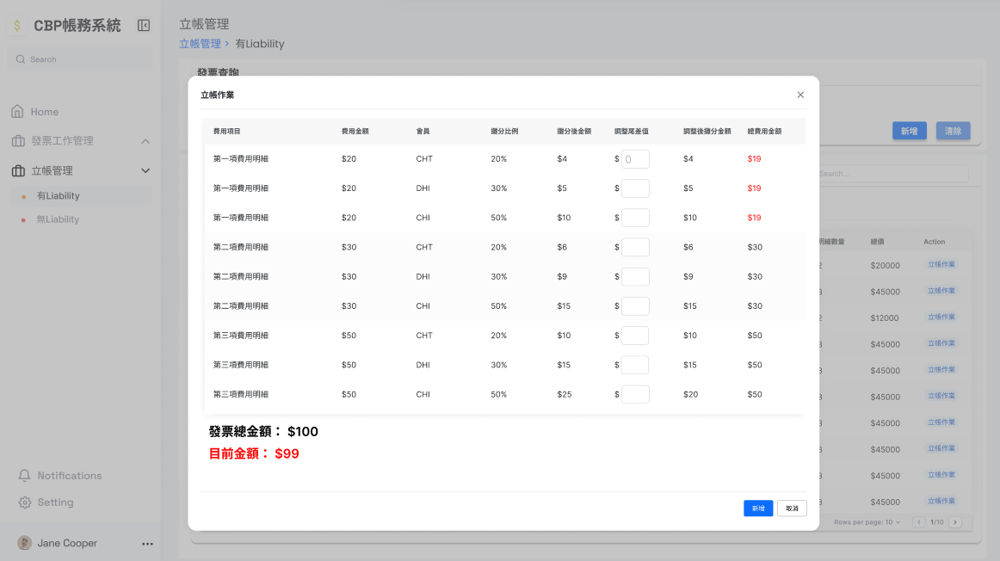 CBP帳務系統
Search
Home
發票工作管理
立帳管理
有Liability
無Liability
Notifications
Setting
Jane Cooper
立帳管理
立帳管理 > 有Liability
發票查詢
新增 清除
Search...
明細數量 總價 Action
2 $20000 立帳作業
3 $45000 立帳作業
2 $12000 立帳作業
3 $45000 立帳作業
3 $45000 立帳作業
3 $45000 立帳作業
3 $45000 立帳作業
3 $45000 立帳作業
3 $45000 立帳作業
3 $45000 立帳作業
Rows per page: 10 1/10
立帳作業
費用項目 費用金額 會員 攤分比例 攤分後金額 調整尾差值 調整後攤分金額 總費用金額
第一項費用明細 $20 CHT 20% $4 $ 0 $4 $19
第一項費用明細 $20 DHI 30% $5 $ $5 $19
第一項費用明細 $20 CHI 50% $10 $ $10 $19
第二項費用明細 $30 CHT 20% $6 $ $6 $30
第二項費用明細 $30 DHI 30% $9 $ $9 $30
第二項費用明細 $30 CHI 50% $15 $ $15 $30
第三項費用明細 $50 CHT 20% $10 $ $10 $50
第三項費用明細 $50 DHI 30% $15 $ $15 $50
第三項費用明細 $50 CHI 50% $25 $ $20 $50
發票總金額： $100
目前金額： $99
新增 取消